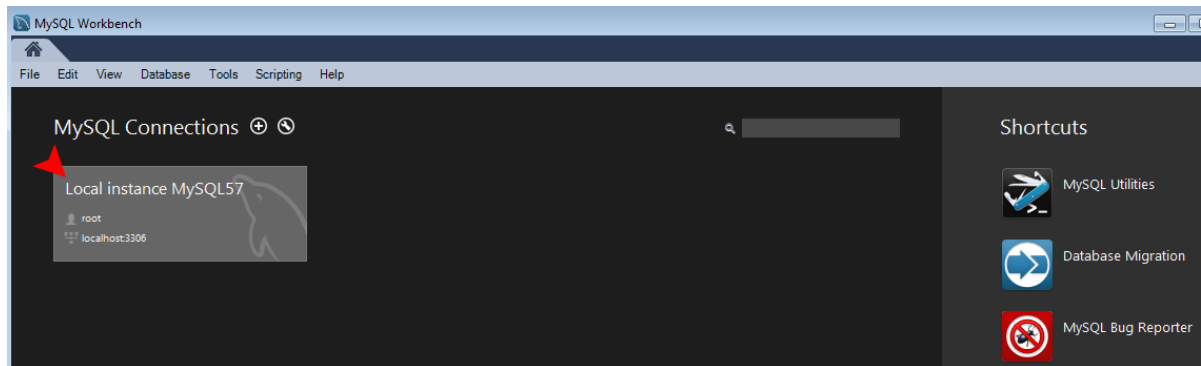 MySQL Workbench
File Edit View Database Tools Scripting Help
MySQL Connections
Local instance MySQL57
root
localhost:3306
Shortcuts
MySQL Utilities
Database Migration
MySQL Bug Reporter